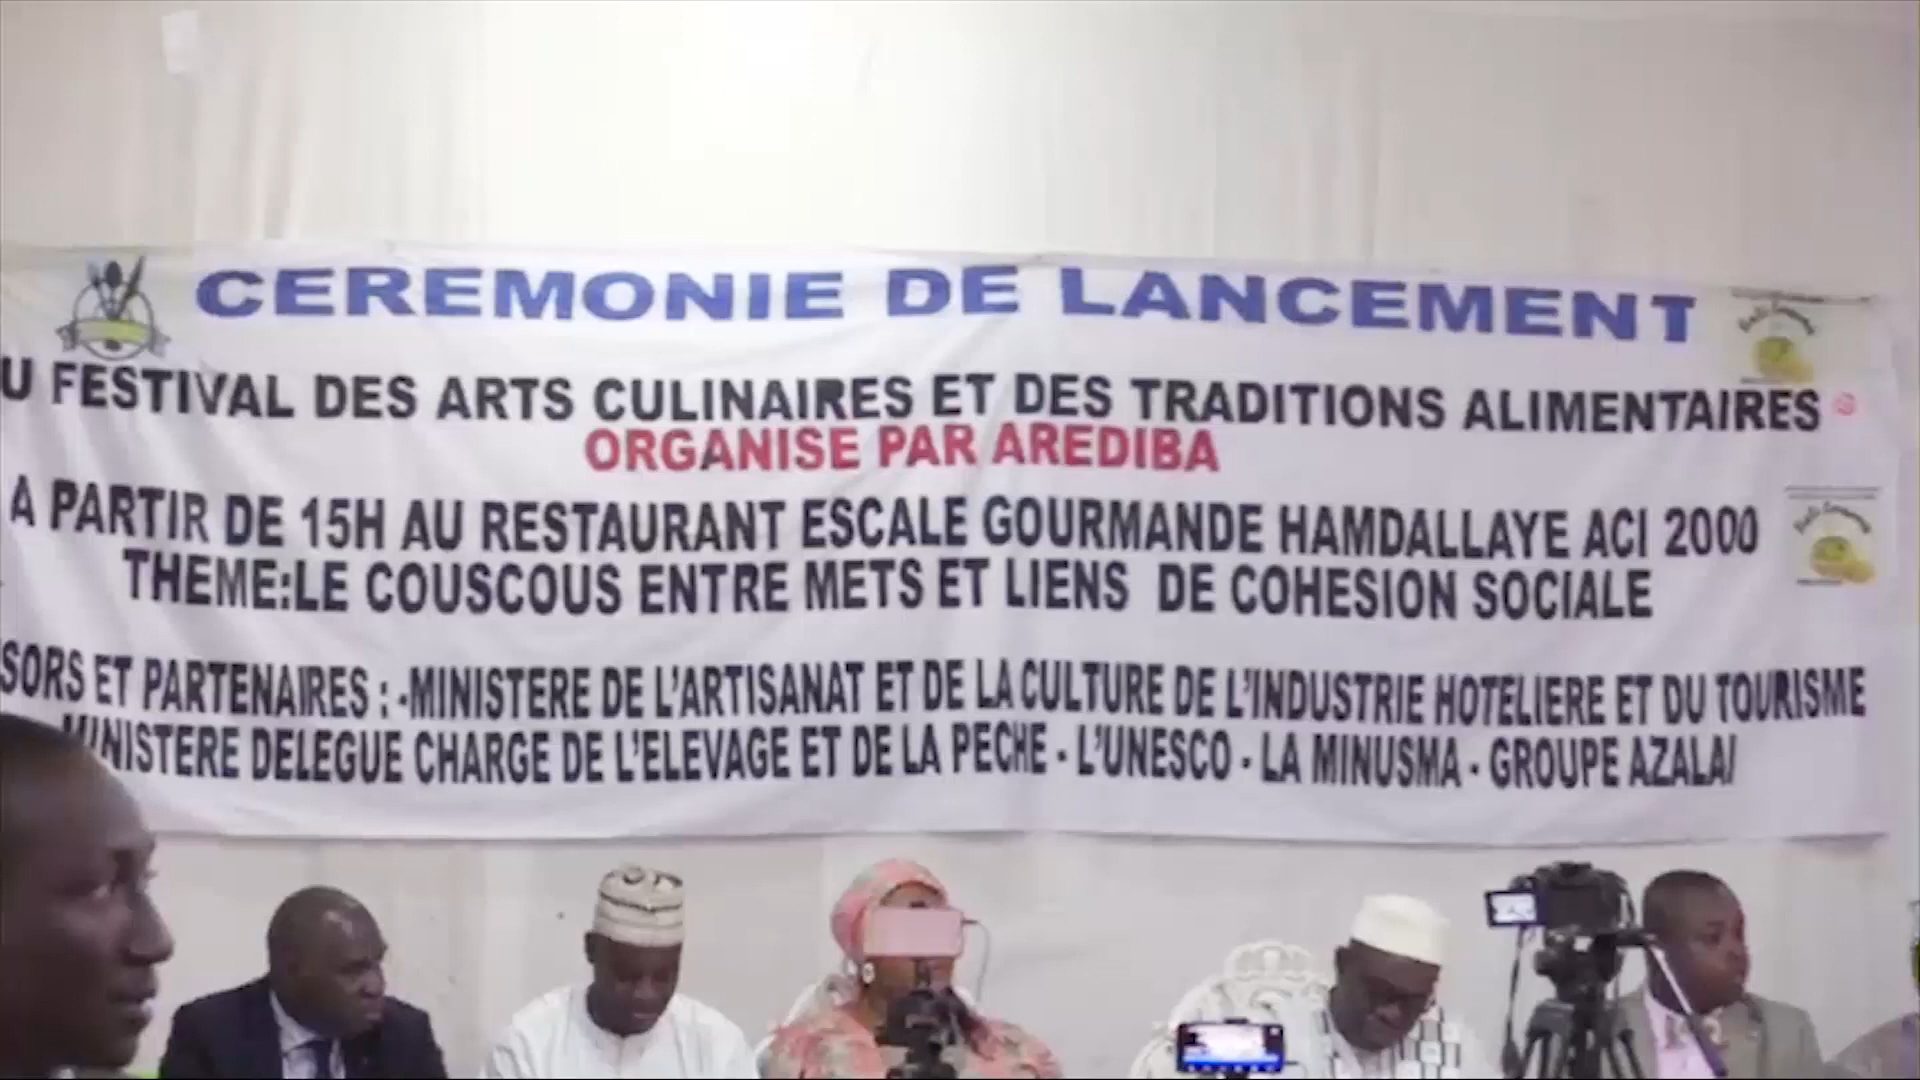 CEREMONIE DE LANCEMENT
U FESTIVAL DES ARTS CULINAIRES ET DES TRADITIONS ALIMENTAIRES
ORGANISE PAR AREDIBA
A PARTIR DE 15H AU RESTAURANT ESCALE GOURMANDE HAMDALLAYE ACI 2000
THEME:LE COUSCOUS ENTRE METS ET LIENS DE COHESION SOCIALE
SORS ET PARTENAIRES : -MINISTERE DE L'ARTISANAT ET DE LA CULTURE DE L'INDUSTRIE HOTELIERE ET DU TOURISME
MINISTERE DELEGUE CHARGE DE L'ELEVAGE ET DE LA PECHE - L'UNESCO - LA MINUSMA - GROUPE AZALAI